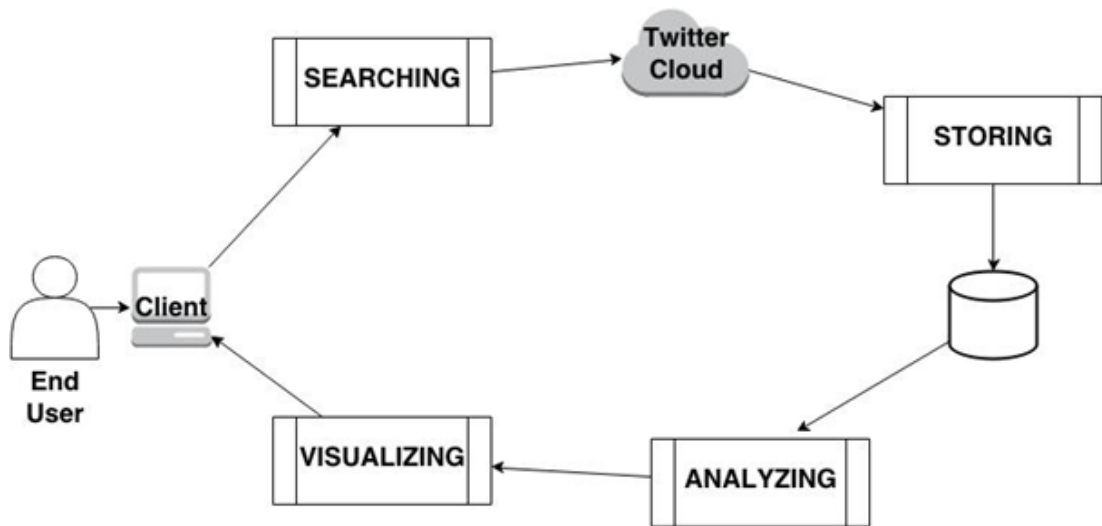 Twitter
Cloud
SEARCHING
STORING
Client
End
User
VISUALIZING
ANALYZING